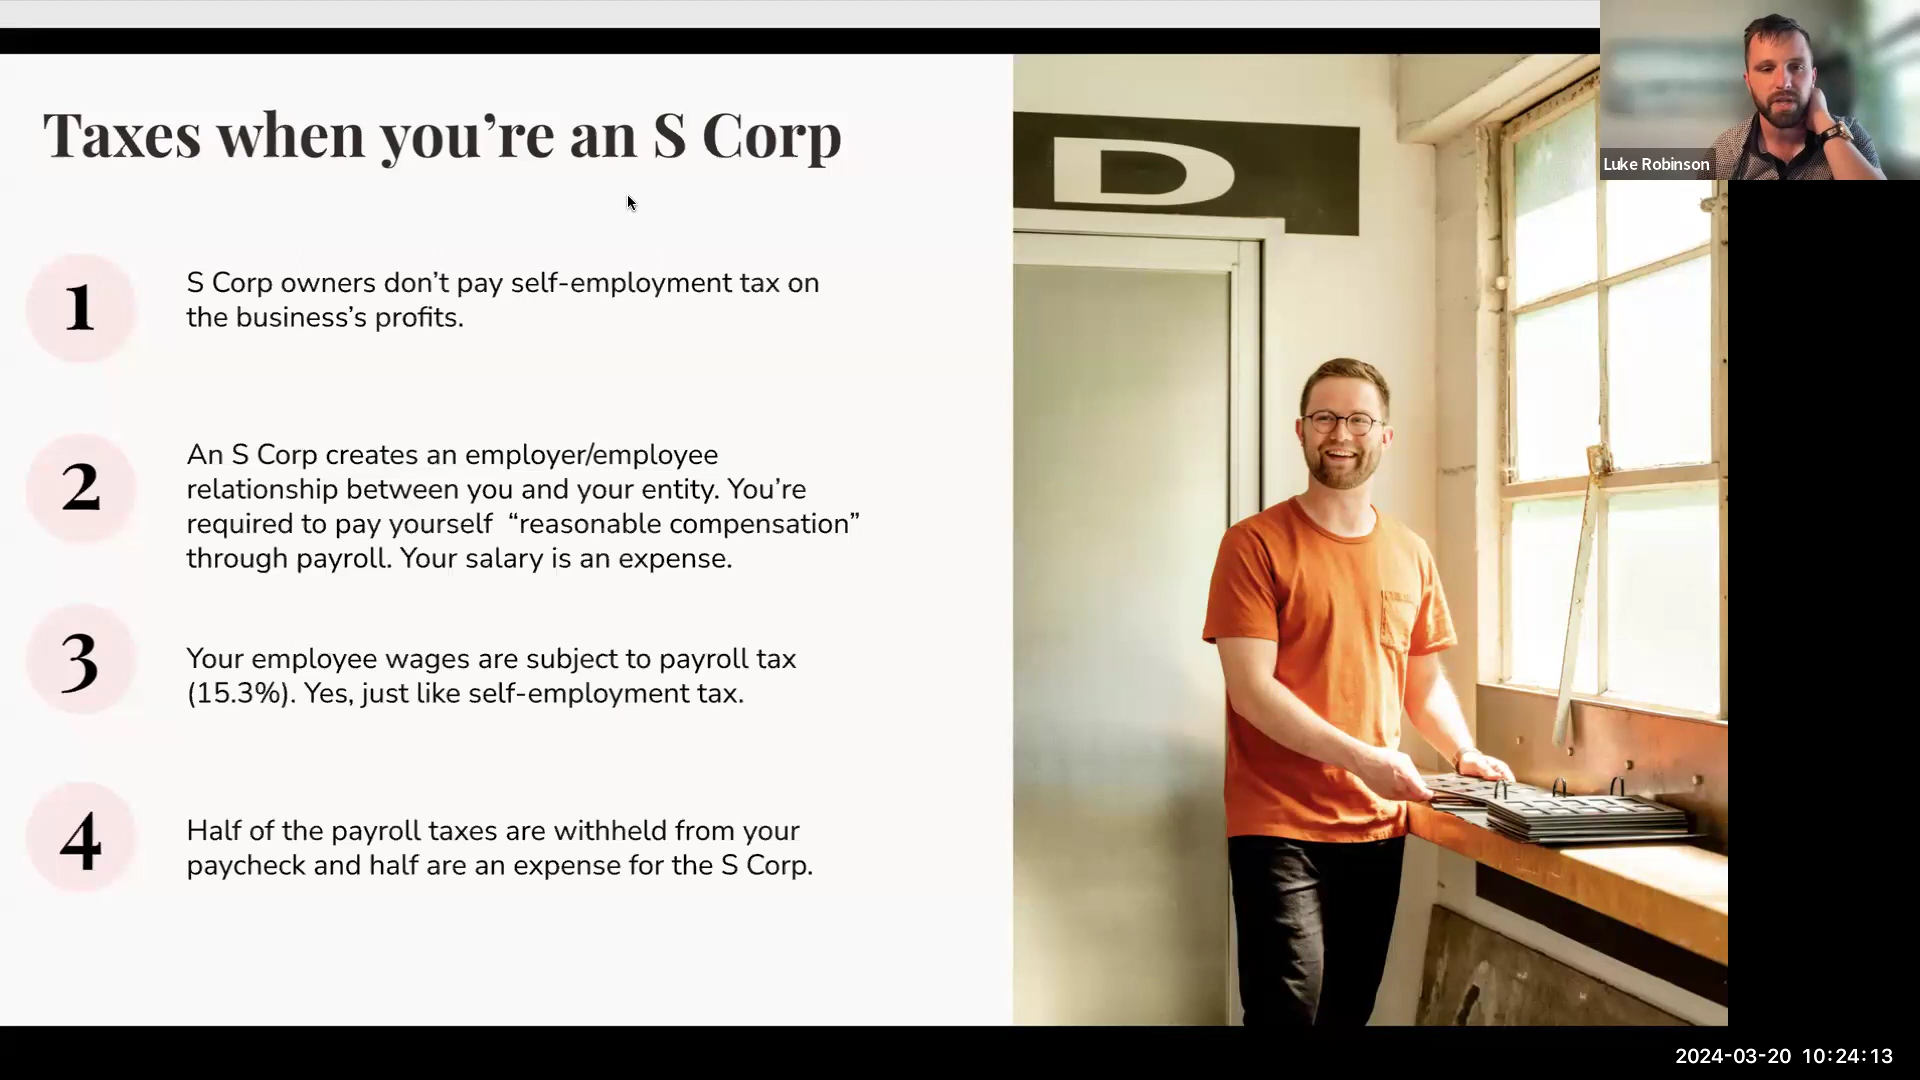 Taxes when you’re an S Corp
D
Luke Robinson
1
S Corp owners don’t pay self-employment tax on
the business’s profits.
2
An S Corp creates an employer/employee
relationship between you and your entity. You’re
required to pay yourself  “reasonable compensation”
through payroll. Your salary is an expense.
3
Your employee wages are subject to payroll tax
(15.3%). Yes, just like self-employment tax.
4
Half of the payroll taxes are withheld from your
paycheck and half are an expense for the S Corp.
2024-03-20 10:24:13